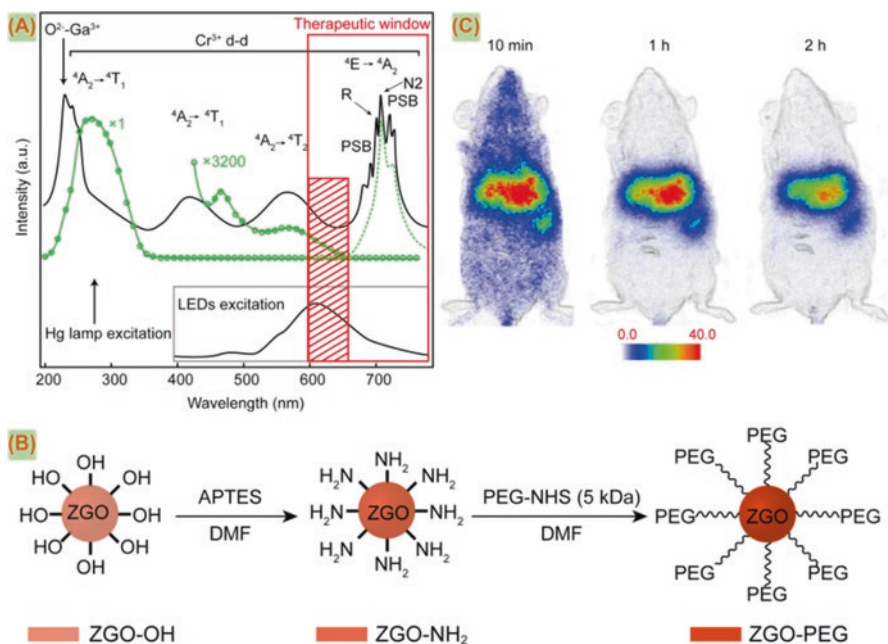 (A)
O²⁻-Ga³⁺
Cr³⁺ d-d
Therapeutic window
⁴A₂→⁴T₁
×1
⁴A₂→⁴T₁
×3200
⁴A₂→⁴T₂
⁴E→⁴A₂
N2
R
PSB
PSB
Intensity (a.u.)
Hg lamp excitation
LEDs excitation
200 300 400 500 600 700
Wavelength (nm)
(C)
10 min 1 h 2 h
0.0 40.0
(B)
OH
HO OH
HO ZGO OH
HO OH
OH
APTES
DMF
NH₂
H₂N NH₂
H₂N ZGO NH₂
H₂N NH₂
NH₂
PEG-NHS (5 kDa)
DMF
PEG
PEG PEG
PEG ZGO PEG
PEG PEG
PEG
ZGO-OH ZGO-NH₂ ZGO-PEG